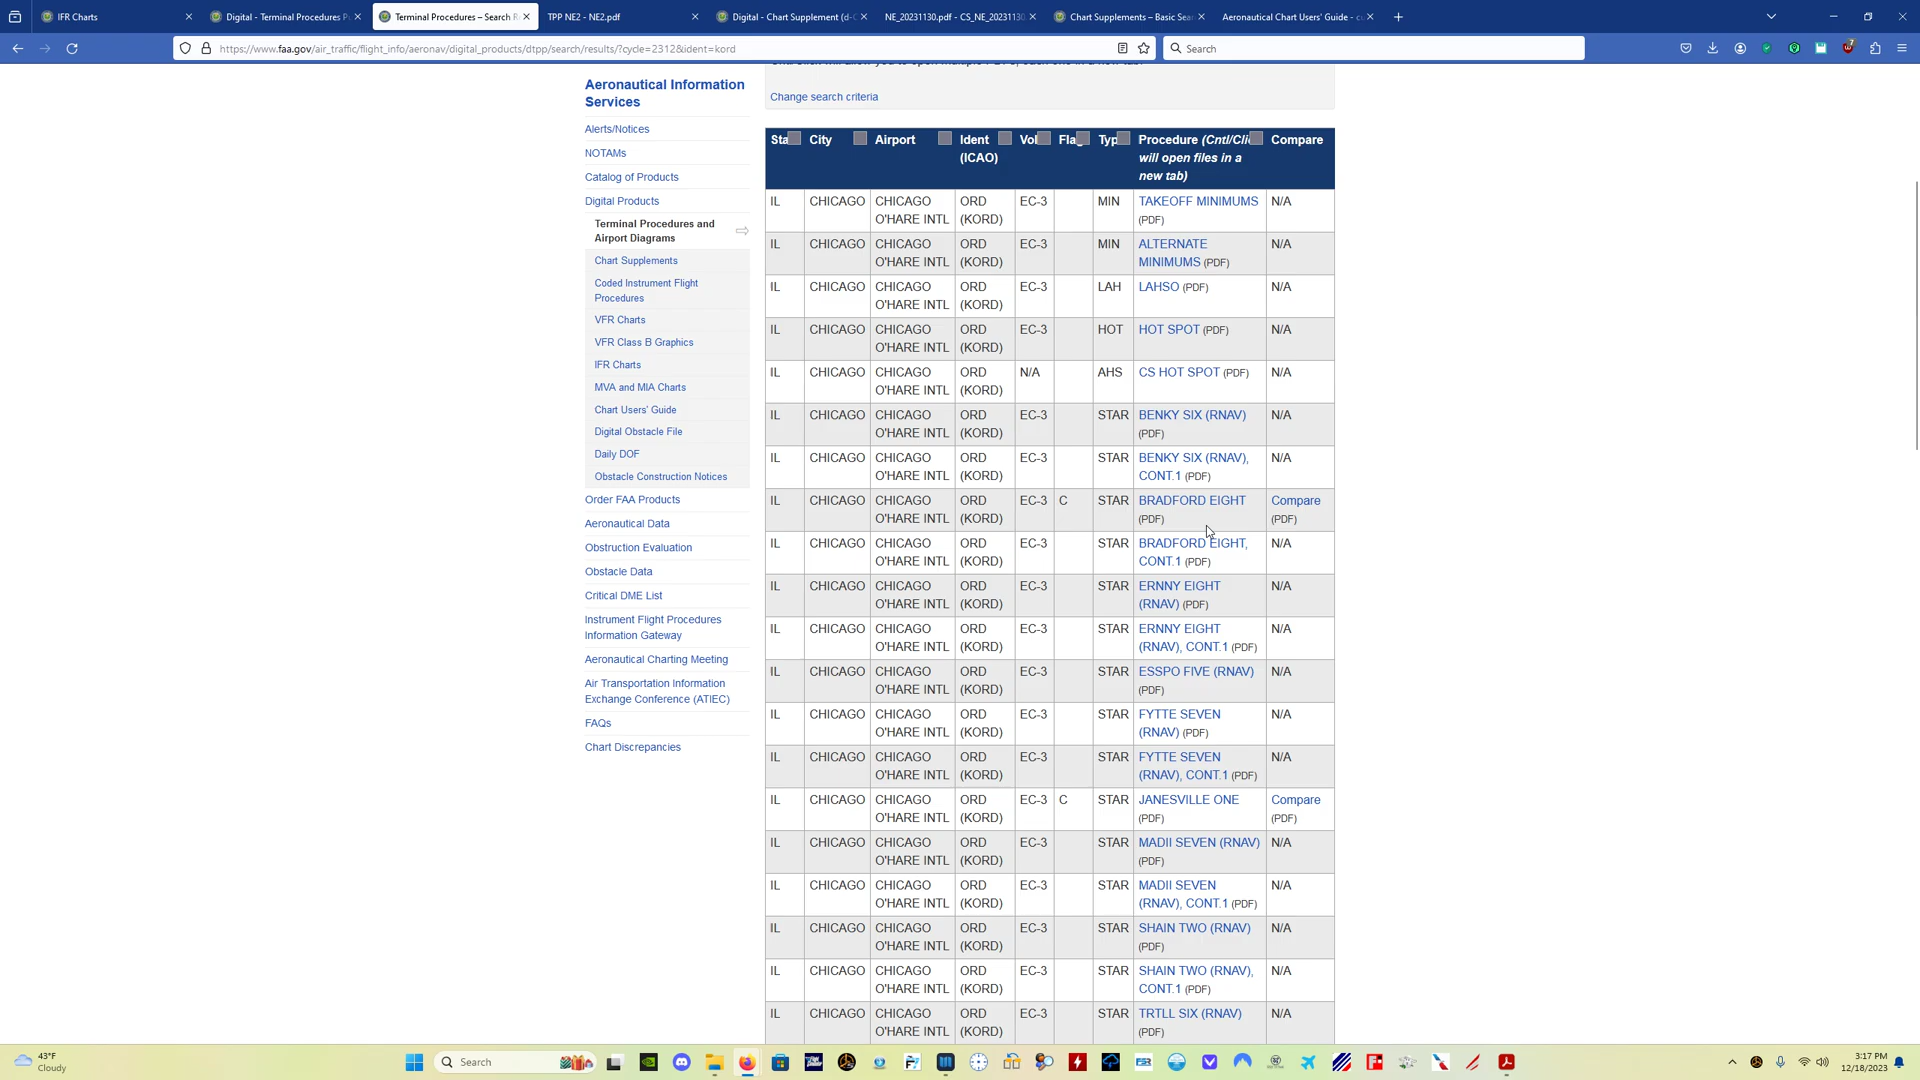 IFR Charts
Digital - Terminal Procedures P
Terminal Procedures – Search R
TPP NE2 - NE2.pdf
Digital - Chart Supplement (d-C
NE_20231130.pdf - CS_NE_20231130.
Chart Supplements – Basic Sea
Aeronautical Chart Users' Guide - c
https://www.faa.gov/air_traffic/flight_info/aeronav/digital_products/dtpp/search/results/?cycle=2312&ident=kord
Search
7
Change search criteria
Aeronautical Information
Services
Alerts/Notices
NOTAMs
Catalog of Products
Digital Products
Terminal Procedures and
Airport Diagrams
Chart Supplements
Coded Instrument Flight
Procedures
VFR Charts
VFR Class B Graphics
IFR Charts
MVA and MIA Charts
Chart Users' Guide
Digital Obstacle File
Daily DOF
Obstacle Construction Notices
Order FAA Products
Aeronautical Data
Obstruction Evaluation
Obstacle Data
Critical DME List
Instrument Flight Procedures
Information Gateway
Aeronautical Charting Meeting
Air Transportation Information
Exchange Conference (ATIEC)
FAQs
Chart Discrepancies
Sta City Airport Ident Vol Flag Typ Procedure (Cntl/Clic Compare
(ICAO) will open files in a
new tab)
IL CHICAGO CHICAGO ORD EC-3 MIN TAKEOFF MINIMUMS N/A
O'HARE INTL (KORD) (PDF)
IL CHICAGO CHICAGO ORD EC-3 MIN ALTERNATE N/A
O'HARE INTL (KORD) MINIMUMS (PDF)
IL CHICAGO CHICAGO ORD EC-3 LAH LAHSO (PDF) N/A
O'HARE INTL (KORD)
IL CHICAGO CHICAGO ORD EC-3 HOT HOT SPOT (PDF) N/A
O'HARE INTL (KORD)
IL CHICAGO CHICAGO ORD N/A AHS CS HOT SPOT (PDF) N/A
O'HARE INTL (KORD)
IL CHICAGO CHICAGO ORD EC-3 STAR BENKY SIX (RNAV) N/A
O'HARE INTL (KORD) (PDF)
IL CHICAGO CHICAGO ORD EC-3 STAR BENKY SIX (RNAV), N/A
O'HARE INTL (KORD) CONT.1 (PDF)
IL CHICAGO CHICAGO ORD EC-3 C STAR BRADFORD EIGHT Compare
O'HARE INTL (KORD) (PDF) (PDF)
IL CHICAGO CHICAGO ORD EC-3 STAR BRADFORD EIGHT, N/A
O'HARE INTL (KORD) CONT.1 (PDF)
IL CHICAGO CHICAGO ORD EC-3 STAR ERNNY EIGHT N/A
O'HARE INTL (KORD) (RNAV) (PDF)
IL CHICAGO CHICAGO ORD EC-3 STAR ERNNY EIGHT N/A
O'HARE INTL (KORD) (RNAV), CONT.1 (PDF)
IL CHICAGO CHICAGO ORD EC-3 STAR ESSPO FIVE (RNAV) N/A
O'HARE INTL (KORD) (PDF)
IL CHICAGO CHICAGO ORD EC-3 STAR FYTTE SEVEN N/A
O'HARE INTL (KORD) (RNAV) (PDF)
IL CHICAGO CHICAGO ORD EC-3 STAR FYTTE SEVEN N/A
O'HARE INTL (KORD) (RNAV), CONT.1 (PDF)
IL CHICAGO CHICAGO ORD EC-3 C STAR JANESVILLE ONE Compare
O'HARE INTL (KORD) (PDF) (PDF)
IL CHICAGO CHICAGO ORD EC-3 STAR MADII SEVEN (RNAV) N/A
O'HARE INTL (KORD) (PDF)
IL CHICAGO CHICAGO ORD EC-3 STAR MADII SEVEN N/A
O'HARE INTL (KORD) (RNAV), CONT.1 (PDF)
IL CHICAGO CHICAGO ORD EC-3 STAR SHAIN TWO (RNAV) N/A
O'HARE INTL (KORD) (PDF)
IL CHICAGO CHICAGO ORD EC-3 STAR SHAIN TWO (RNAV), N/A
O'HARE INTL (KORD) CONT.1 (PDF)
IL CHICAGO CHICAGO ORD EC-3 STAR TRTLL SIX (RNAV) N/A
O'HARE INTL (KORD) (PDF)
43°F
Cloudy
Search
3:17 PM
12/18/2023